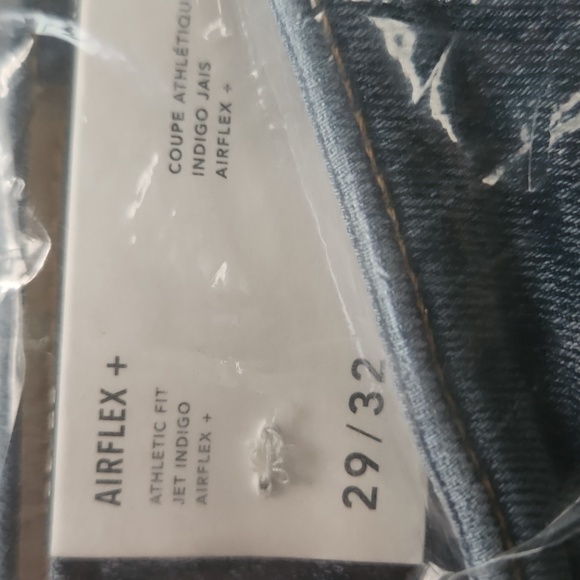 AIRFLEX +
ATHLETIC FIT
JET INDIGO
AIRFLEX +
29/32
COUPE ATHLÉTIQU
INDIGO JAIS
AIRFLEX +